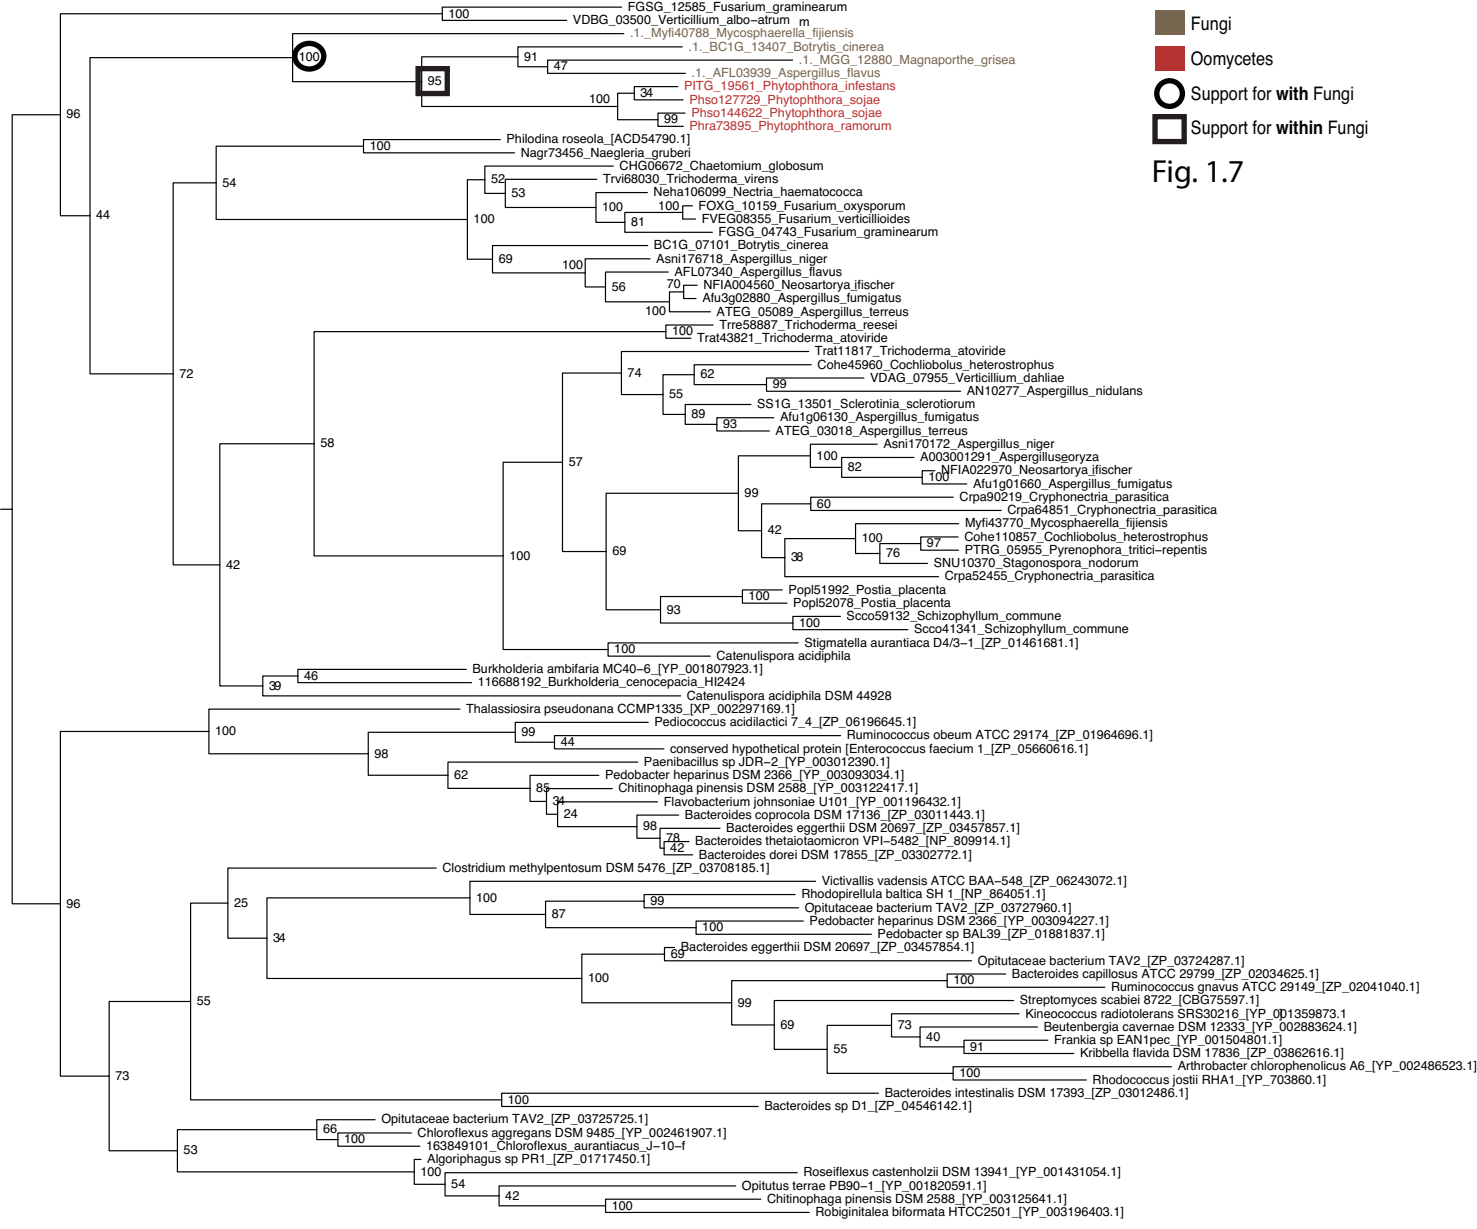 FGSG_12585_Fusarium_graminearum
100
VDBG_03500_Verticillium_albo-atrum m
.1._Myfi40788_Mycosphaerella_fijiensis
.1._BC1G_13407_Botrytis_cinerea
100
91
.1._MGG_12880_Magnaporthe_grisea
47
.1._AFL03939_Aspergillus_flavus
95
PITG_19561_Phytophthora_infestans
34
100
Phso127729_Phytophthora_sojae
Phso144622_Phytophthora_sojae
96
99
Phra73895_Phytophthora_ramorum
Philodina roseola_[ACD54790.1]
100
Nagr73456_Naegleria_gruberi
CHG06672_Chaetomium_globosum
52
Trvi68030_Trichoderma_virens
54
53
Neha106099_Nectria_haematococca
100
100
FOXG_10159_Fusarium_oxysporum
44
100
FVEG08355_Fusarium_verticillioides
81
FGSG_04743_Fusarium_graminearum
BC1G_07101_Botrytis_cinerea
69
Asni176718_Aspergillus_niger
100
AFL07340_Aspergillus_flavus
56
70
NFIA004560_Neosartorya_ifischer
Afu3g02880_Aspergillus_fumigatus
100
ATEG_05089_Aspergillus_terreus
Trre58887_Trichoderma_reesei
100
Trat43821_Trichoderma_atoviride
Trat11817_Trichoderma_atoviride
72
74
Cohe45960_Cochliobolus_heterostrophus
62
VDAG_07955_Verticillium_dahliae
99
55
AN10277_Aspergillus_nidulans
SS1G_13501_Sclerotinia_sclerotiorum
89
Afu1g06130_Aspergillus_fumigatus
93
ATEG_03018_Aspergillus_terreus
58
Asni170172_Aspergillus_niger
100
A003001291_Aspergillusoryza
57
82
NFIA022970_Neosartorya_ifischer
100
Afu1g01660_Aspergillus_fumigatus
99
Crpa90219_Cryphonectria_parasitica
60
Crpa64851_Cryphonectria_parasitica
42
Myfi43770_Mycosphaerella_fijiensis
100
Cohe110857_Cochliobolus_heterostrophus
97
69
76
PTRG_05955_Pyrenophora_tritici-repentis
100
38
SNU10370_Stagonospora_nodorum
42
Crpa52455_Cryphonectria_parasitica
Popl51992_Postia_placenta
100
Popl52078_Postia_placenta
93
Scco59132_Schizophyllum_commune
100
Scco41341_Schizophyllum_commune
Stigmatella aurantiaca D4/3-1_[ZP_01461681.1]
100
Catenulispora acidiphila
Burkholderia ambifaria MC40-6_[YP_001807923.1]
46
116688192_Burkholderia_cenocepacia_HI2424
39
Catenulispora acidiphila DSM 44928
Thalassiosira pseudonana CCMP1335_[XP_002297169.1]
100
Pediococcus acidilactici 7_4_[ZP_06196645.1]
99
Ruminococcus obeum ATCC 29174_[ZP_01964696.1]
44
conserved hypothetical protein [Enterococcus faecium 1_[ZP_05660616.1]
98
Paenibacillus sp JDR-2_[YP_003012390.1]
62
Pedobacter heparinus DSM 2366_[YP_003093034.1]
85
Chitinophaga pinensis DSM 2588_[YP_003122417.1]
34
Flavobacterium johnsoniae U101_[YP_001196432.1]
24
Bacteroides coprocola DSM 17136_[ZP_03011443.1]
98
Bacteroides eggerthii DSM 20697_[ZP_03457857.1]
78
Bacteroides thetaiotaomicron VPI-5482_[NP_809914.1]
42
Bacteroides dorei DSM 17855_[ZP_03302772.1]
Clostridium methylpentosum DSM 5476_[ZP_03708185.1]
Victivallis vadensis ATCC BAA-548_[ZP_06243072.1]
100
Rhodopirellula baltica SH 1_[NP_864051.1]
96
25
99
Opitutaceae bacterium TAV2_[ZP_03727960.1]
87
Pedobacter heparinus DSM 2366_[YP_003094227.1]
100
34
Pedobacter sp BAL39_[ZP_01881837.1]
Bacteroides eggerthii DSM 20697_[ZP_03457854.1]
69
Opitutaceae bacterium TAV2_[ZP_03724287.1]
100
Bacteroides capillosus ATCC 29799_[ZP_02034625.1]
100
Ruminococcus gnavus ATCC 29149_[ZP_02041040.1]
55
99
Streptomyces scabiei 8722_[CBG75597.1]
69
Kineococcus radiotolerans SRS30216_[YP_001359873.1
73
Beutenbergia cavernae DSM 12333_[YP_002883624.1]
40
Frankia sp EAN1pec_[YP_001504801.1]
55
91
Kribbella flavida DSM 17836_[ZP_03862616.1]
73
Arthrobacter chlorophenolicus A6_[YP_002486523.1]
100
Rhodococcus jostii RHA1_[YP_703860.1]
Bacteroides intestinalis DSM 17393_[ZP_03012486.1]
100
Bacteroides sp D1_[ZP_04546142.1]
Opitutaceae bacterium TAV2_[ZP_03725725.1]
66
Chloroflexus aggregans DSM 9485_[YP_002461907.1]
100
163849101_Chloroflexus_aurantiacus_J-10-f
53
Algoriphagus sp PR1_[ZP_01717450.1]
100
Roseiflexus castenholzii DSM 13941_[YP_001431054.1]
54
Opitutus terrae PB90-1_[YP_001820591.1]
42
Chitinophaga pinensis DSM 2588_[YP_003125641.1]
100
Robiginitalea biformata HTCC2501_[YP_003196403.1]
Fungi
Oomycetes
Support for with Fungi
Support for within Fungi
Fig. 1.7